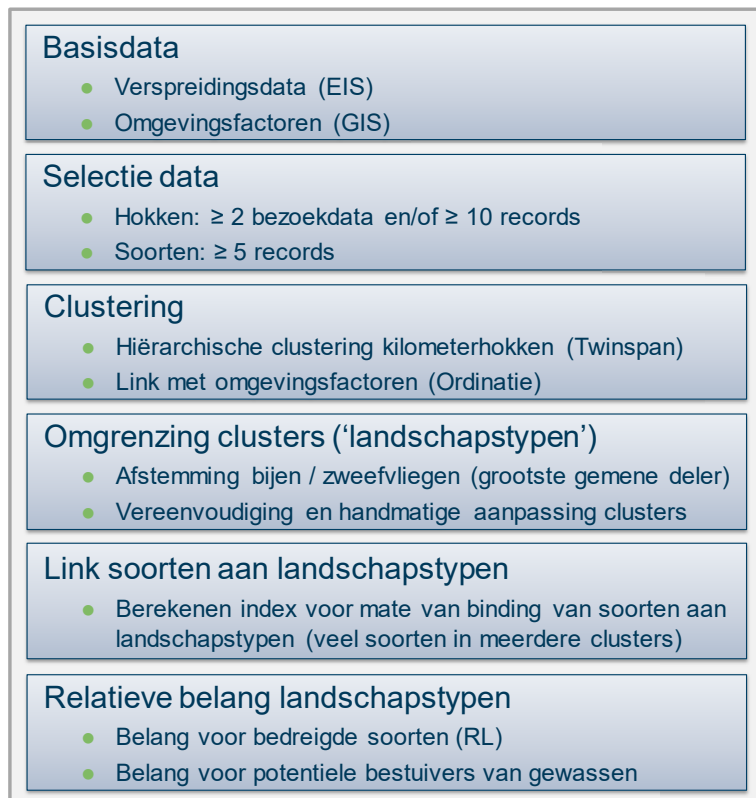 Basisdata
● Verspreidingsdata (EIS)
● Omgevingsfactoren (GIS)
Selectie data
● Hokken: ≥ 2 bezoekdata en/of ≥ 10 records
● Soorten: ≥ 5 records
Clustering
● Hiërarchische clustering kilometerhokken (Twinspan)
● Link met omgevingsfactoren (Ordinatie)
Omgrenzing clusters (‘landschapstypen’)
● Afstemming bijen / zweefvliegen (grootste gemene deler)
● Vereenvoudiging en handmatige aanpassing clusters
Link soorten aan landschapstypen
● Berekenen index voor mate van binding van soorten aan
landschapstypen (veel soorten in meerdere clusters)
Relatieve belang landschapstypen
● Belang voor bedreigde soorten (RL)
● Belang voor potentiele bestuivers van gewassen